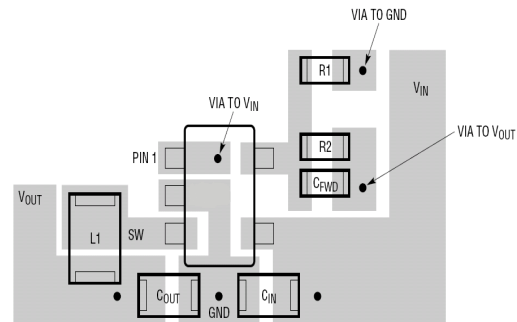 VIA TO GND
R1
VIN
VIA TO VIN
VIA TO VOUT
PIN 1
R2
CFWD
VOUT
L1
SW
COUT
GND
CIN